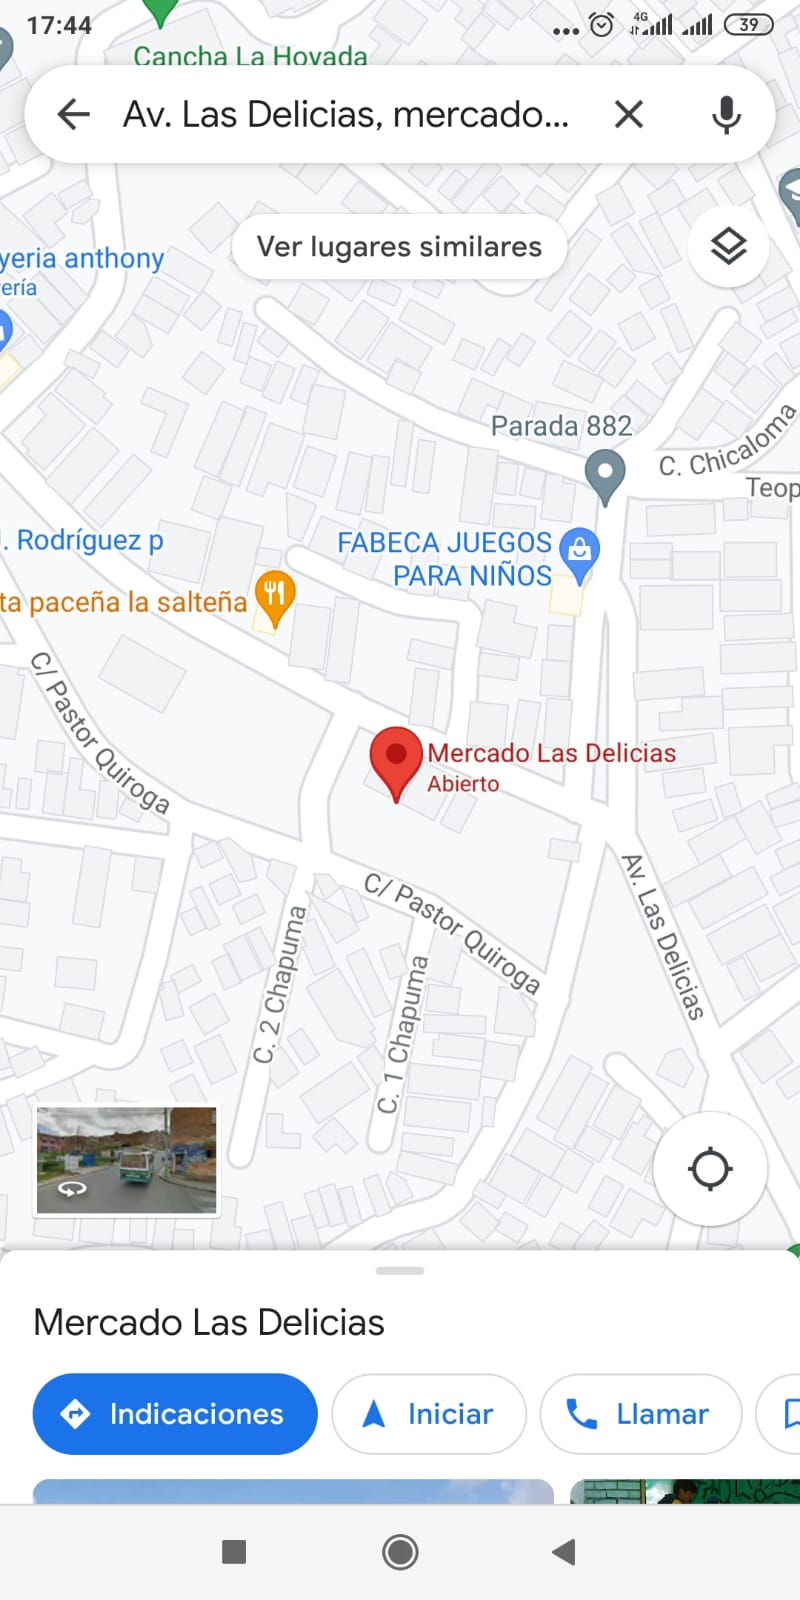 17:44
4G
39
Cancha La Hoyada
Av. Las Delicias, mercado...
Ver lugares similares
yeria anthony
ería
Parada 882
C. Chicaloma
Teop
FABECA JUEGOS
PARA NIÑOS
. Rodríguez p
ta paceña la salteña
C/ Pastor Quiroga
Mercado Las Delicias
Abierto
C/ Pastor Quiroga
Av. Las Delicias
C. 2 Chapuma
C. 1 Chapuma
Mercado Las Delicias
Indicaciones
Iniciar
Llamar